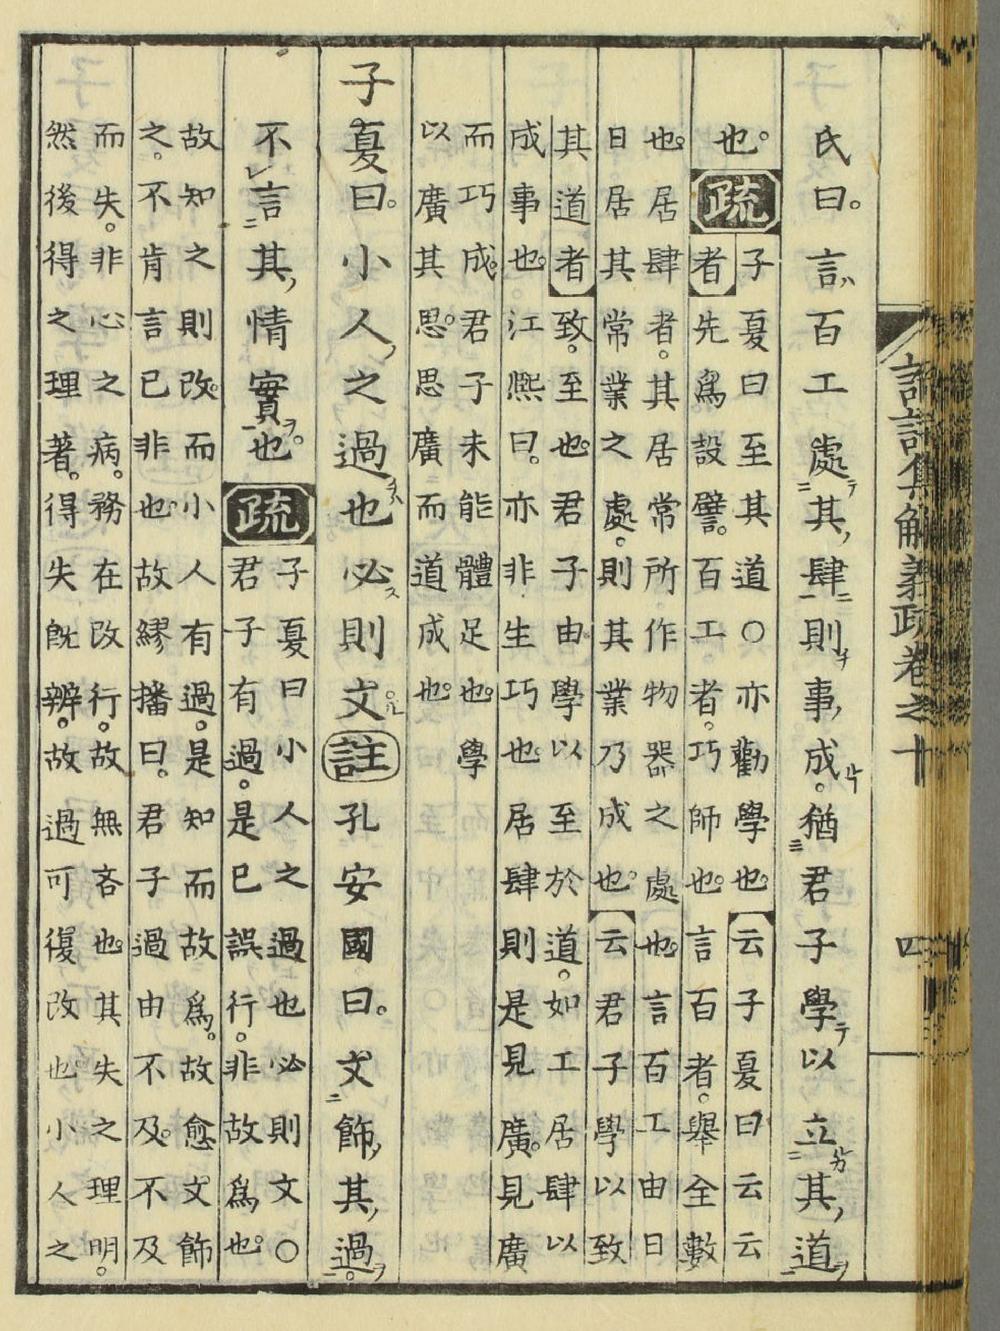 論語集解義疏卷之十
四
氏曰。言百工處其肆則事成。猶君子學以立其道
也。疏
子夏曰至其道○亦勸學也。云子夏曰云云
者先爲設譬。百工者。巧師也。言百者。舉全數
也。居肆者。其居常所作物器之處也。言百工由日
日居其常業之處。則其業乃成也。云君子學以致
其道者致。至也。君子由學以至於道。如工居肆以
成事也。江熙曰。亦非生巧也。居肆則是見廣。見廣
而巧成。君子未能體足也。學
以廣其思。思廣而道成也。
子夏曰。小人之過也必則文註孔安國曰。文飾其過。
不言其情實。也疏
子夏曰小人之過也必則文○
君子有過。是已誤行。非故爲也。
故知之則改。而小人有過。是知而故爲。故愈文飾
之。不肯言已非也。故繆播曰。君子過由不及。不及
而失。非心之病。務在改行。故無吝也。其失之理明。
然後得之理著。得失既辨。故過可復改也。小人之